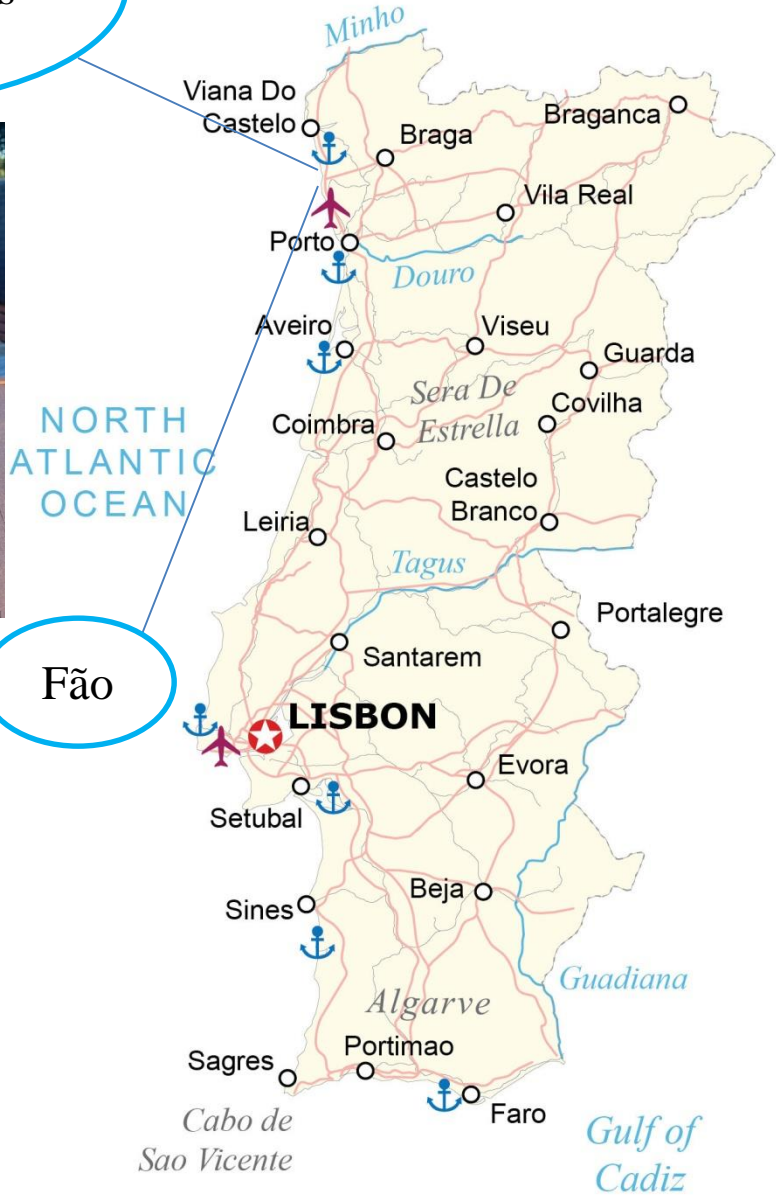 Minho
Viana Do
Castelo
Braganca
Braga
Vila Real
Porto
Douro
Aveiro
Viseu
Guarda
Sera De
Estrella
Covilha
NORTH
ATLANTIC
OCEAN
Coimbra
Castelo
Branco
Leiria
Tagus
Portalegre
Santarem
Fão
LISBON
Evora
Setubal
Beja
Sines
Guadiana
Algarve
Portimao
Sagres
Faro
Cabo de
Sao Vicente
Gulf of
Cadiz